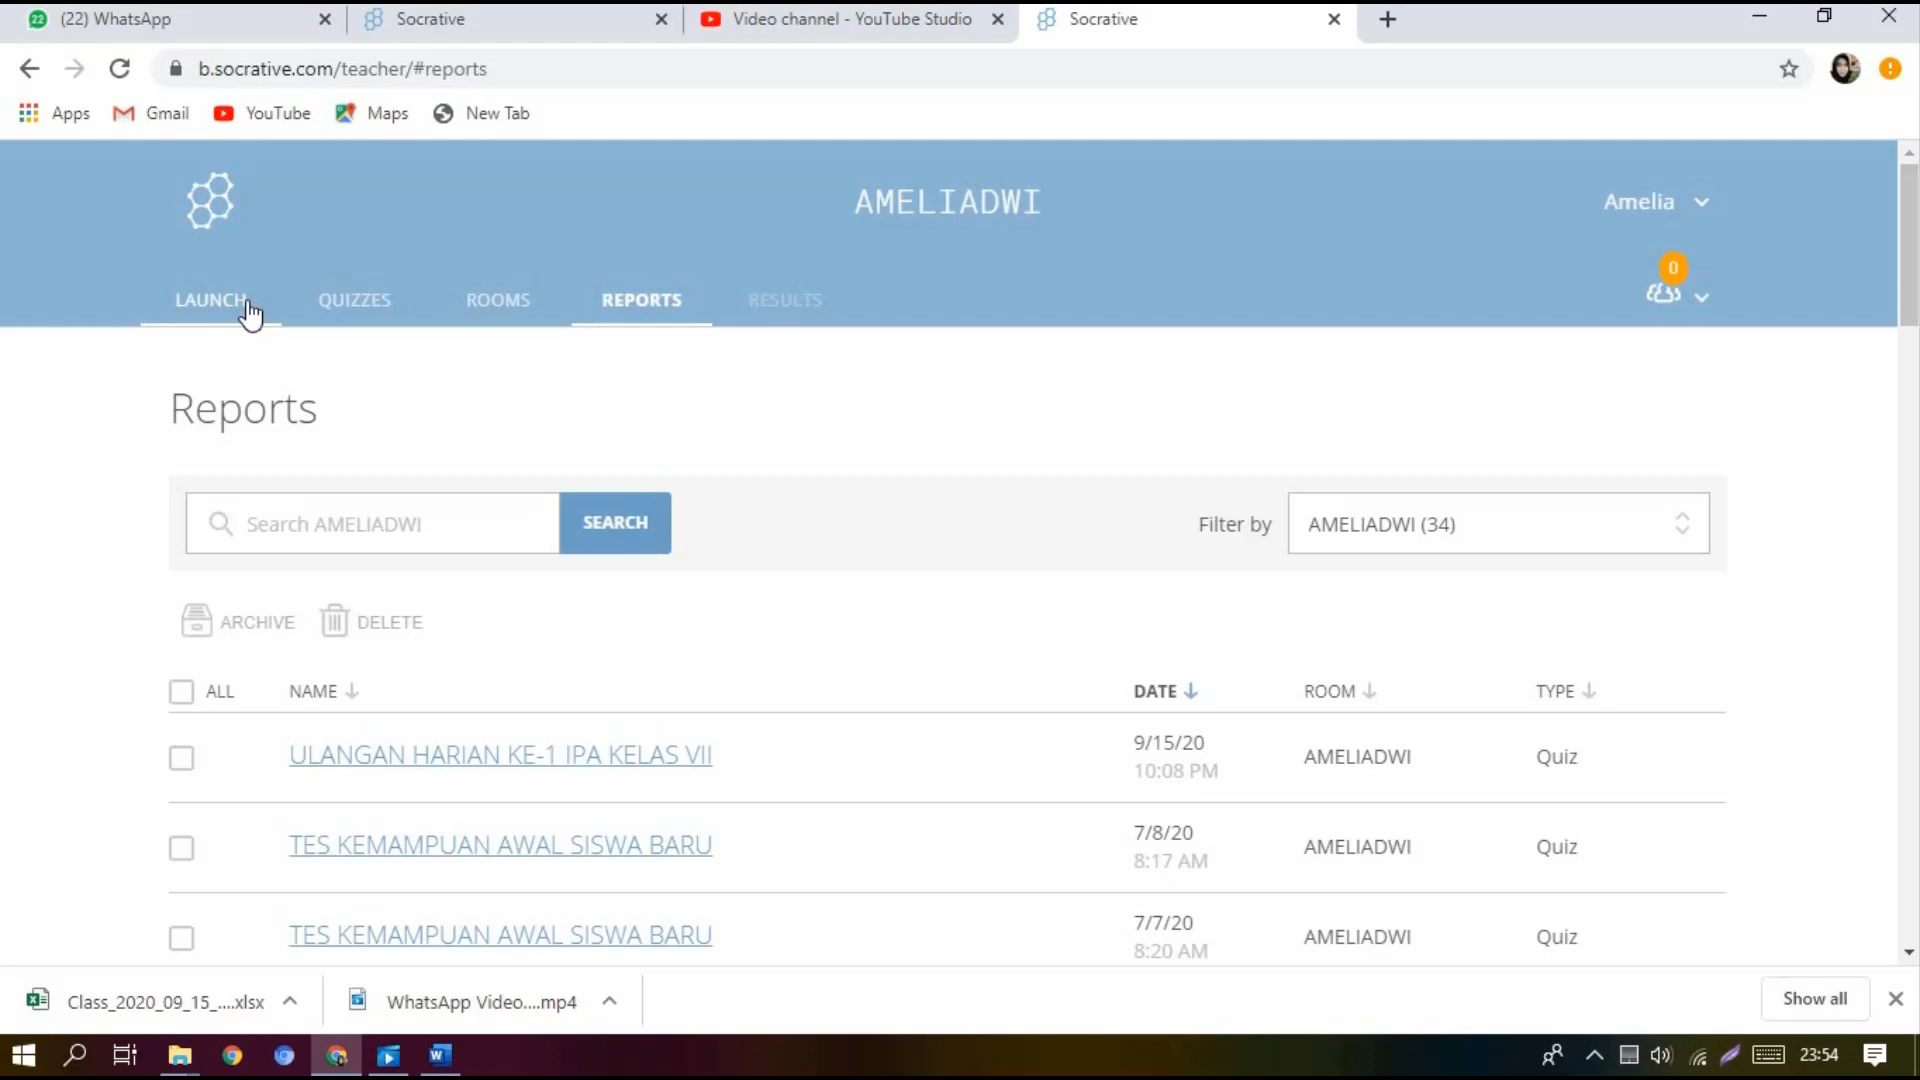 22 (22) WhatsApp
Socrative
Video channel - YouTube Studio
Socrative
b.socrative.com/teacher/#reports
Apps
Gmail
YouTube
Maps
New Tab
AMELIADWI
Amelia
0
LAUNCH
QUIZZES
ROOMS
REPORTS
RESULTS
Reports
Search AMELIADWI
SEARCH
Filter by
AMELIADWI (34)
ARCHIVE
DELETE
ALL NAME DATE ROOM TYPE
ULANGAN HARIAN KE-1 IPA KELAS VII 9/15/20 10:08 PM AMELIADWI Quiz
TES KEMAMPUAN AWAL SISWA BARU 7/8/20 8:17 AM AMELIADWI Quiz
TES KEMAMPUAN AWAL SISWA BARU 7/7/20 8:20 AM AMELIADWI Quiz
Class_2020_09_15_....xlsx
WhatsApp Video....mp4
Show all
23:54